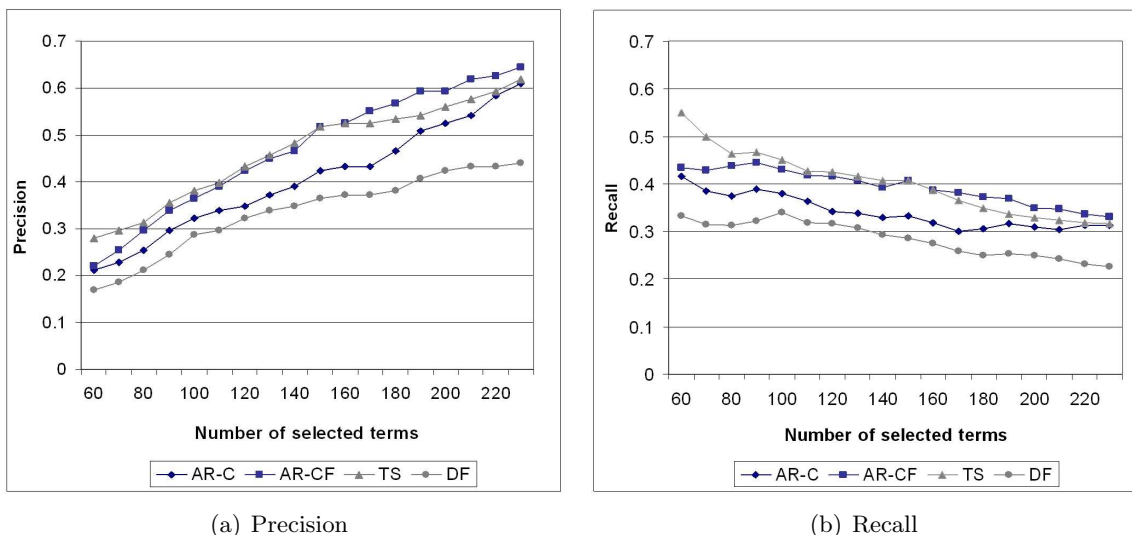 0.7
0.6
0.5
0.4
0.3
0.2
0.1
0
Precision
60 80 100 120 140 160 180 200 220
Number of selected terms
AR-C AR-CF TS DF
(a) Precision
0.7
0.6
0.5
0.4
0.3
0.2
0.1
0
Recall
60 80 100 120 140 160 180 200 220
Number of selected terms
AR-C AR-CF TS DF
(b) Recall